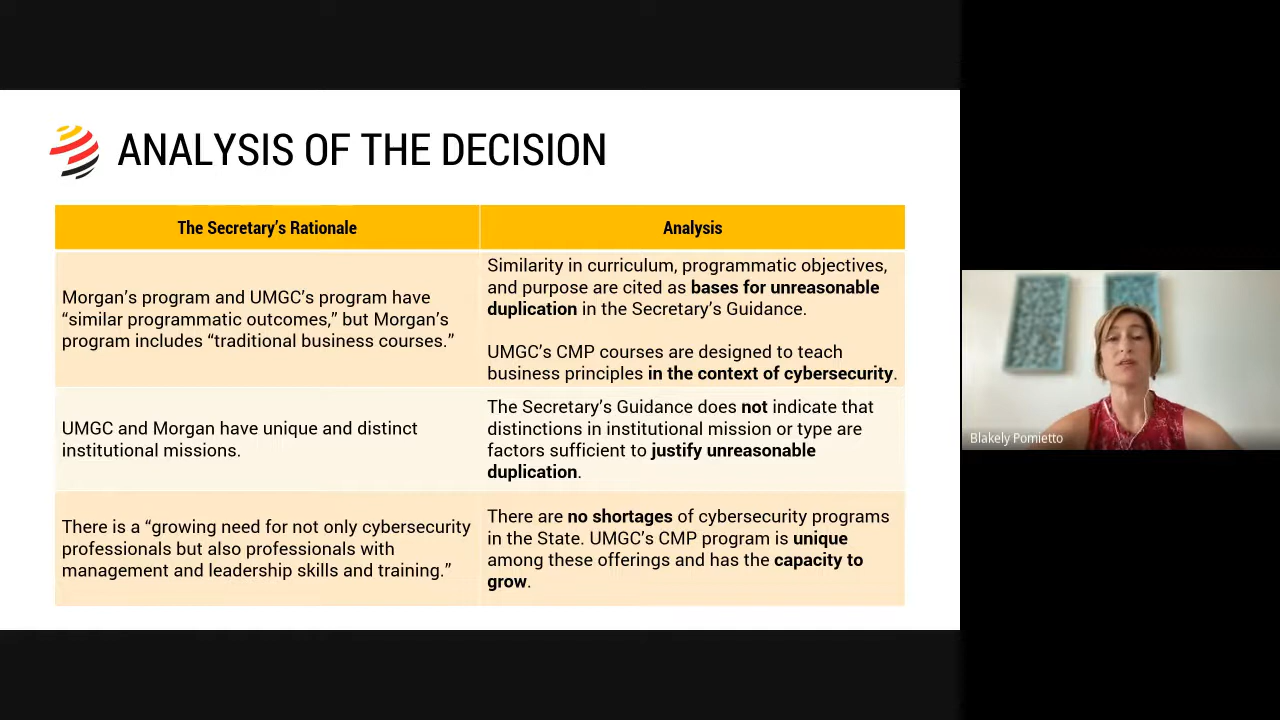 ANALYSIS OF THE DECISION
The Secretary's Rationale
Analysis
Morgan's program and UMGC's program have
“similar programmatic outcomes,” but Morgan's
program includes “traditional business courses.”
Similarity in curriculum, programmatic objectives,
and purpose are cited as bases for unreasonable
duplication in the Secretary's Guidance.
UMGC's CMP courses are designed to teach
business principles in the context of cybersecurity.
UMGC and Morgan have unique and distinct
institutional missions.
The Secretary's Guidance does not indicate that
distinctions in institutional mission or type are
factors sufficient to justify unreasonable
duplication.
There is a “growing need for not only cybersecurity
professionals but also professionals with
management and leadership skills and training.”
There are no shortages of cybersecurity programs
in the State. UMGC's CMP program is unique
among these offerings and has the capacity to
grow.
Blakely Pomietto